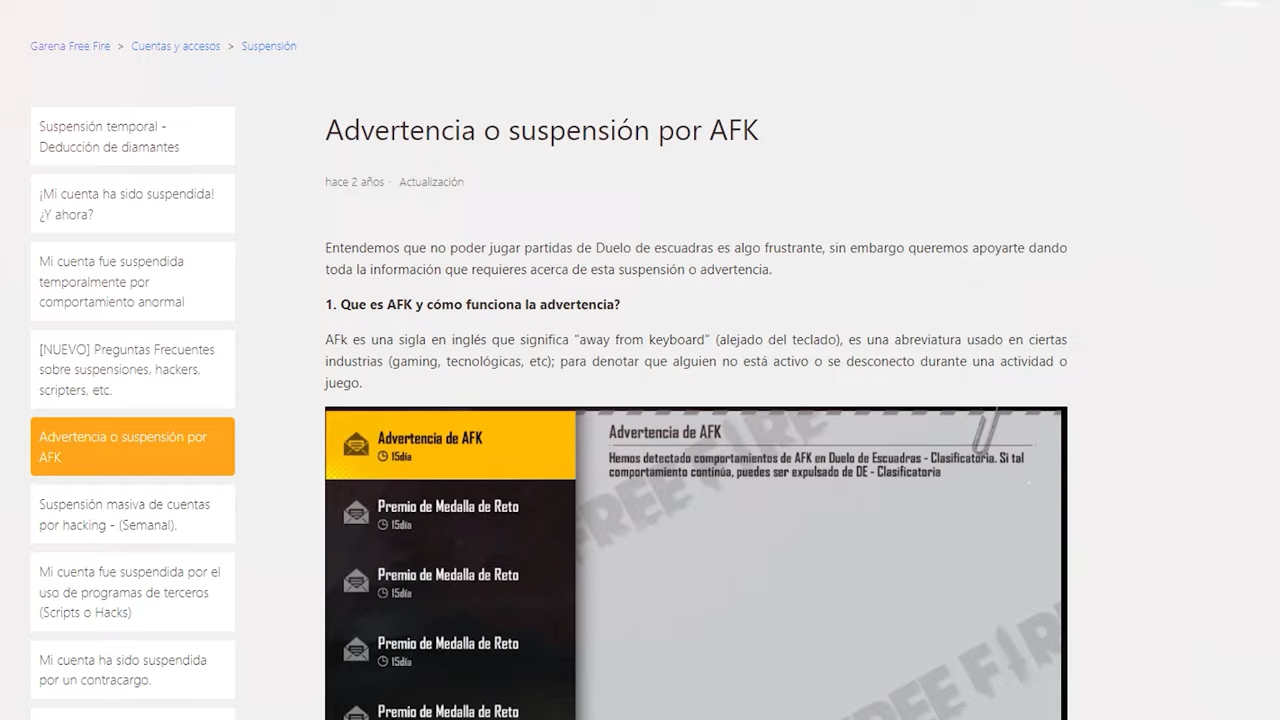 Garena Free Fire > Cuentas y accesos > Suspensión
Suspensión temporal -
Deducción de diamantes
¡Mi cuenta ha sido suspendida!
¿Y ahora?
Mi cuenta fue suspendida
temporalmente por
comportamiento anormal
[NUEVO] Preguntas Frecuentes
sobre suspensiones, hackers,
scripters, etc.
Advertencia o suspensión por
AFK
Suspensión masiva de cuentas
por hacking - (Semanal).
Mi cuenta fue suspendida por el
uso de programas de terceros
(Scripts o Hacks)
Mi cuenta ha sido suspendida
por un contracargo.
Advertencia o suspensión por AFK
hace 2 años · Actualización
Entendemos que no poder jugar partidas de Duelo de escuadras es algo frustrante, sin embargo queremos apoyarte dando
toda la información que requieres acerca de esta suspensión o advertencia.
1. Que es AFK y cómo funciona la advertencia?
AFk es una sigla en inglés que significa "away from keyboard" (alejado del teclado), es una abreviatura usado en ciertas
industrias (gaming, tecnológicas, etc); para denotar que alguien no está activo o se desconecto durante una actividad o
juego.
Advertencia de AFK
15día
Premio de Medalla de Reto
15día
Premio de Medalla de Reto
15día
Premio de Medalla de Reto
15día
Premio de Medalla de Reto
Advertencia de AFK
Hemos detectado comportamientos de AFK en Duelo de Escuadras - Clasificatoria. Si tal
comportamiento continúa, puedes ser expulsado de DE - Clasificatoria
FREE FIRE
FREE FIRE